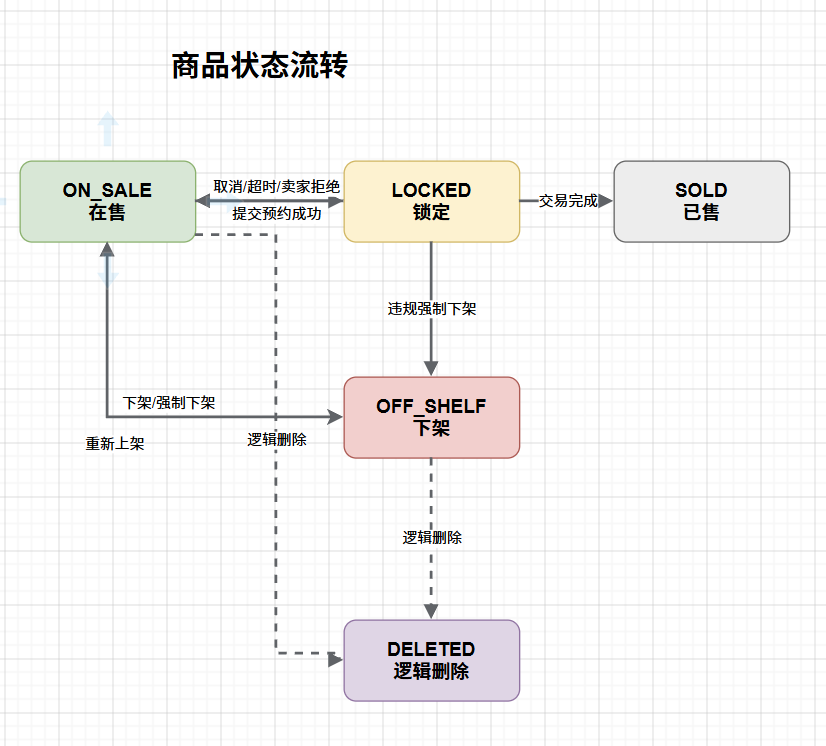 商品状态流转
ON_SALE
在售
取消/超时/卖家拒绝
提交预约成功
LOCKED
锁定
交易完成
SOLD
已售
违规强制下架
下架/强制下架
重新上架
逻辑删除
OFF_SHELF
下架
逻辑删除
DELETED
逻辑删除